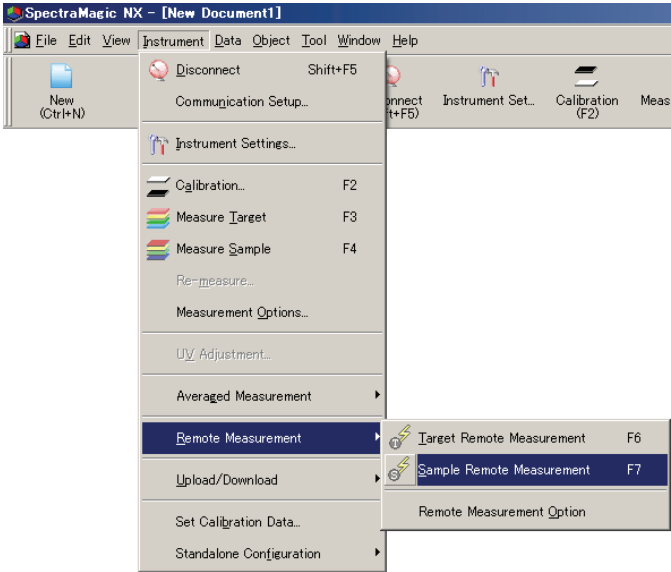 SpectraMagic NX - [New Document1]
File Edit View Instrument Data Object Tool Window Help
New
(Ctrl+N)
Disconnect Shift+F5
Communication Setup...
Instrument Settings...
Calibration... F2
Measure Target F3
Measure Sample F4
Re-measure...
Measurement Options...
UV Adjustment...
Averaged Measurement
Remote Measurement
Upload/Download
Set Calibration Data...
Standalone Configuration
onnect
ft+F5)
Instrument Set...
Calibration
(F2)
Meas
Target Remote Measurement F6
Sample Remote Measurement F7
Remote Measurement Option